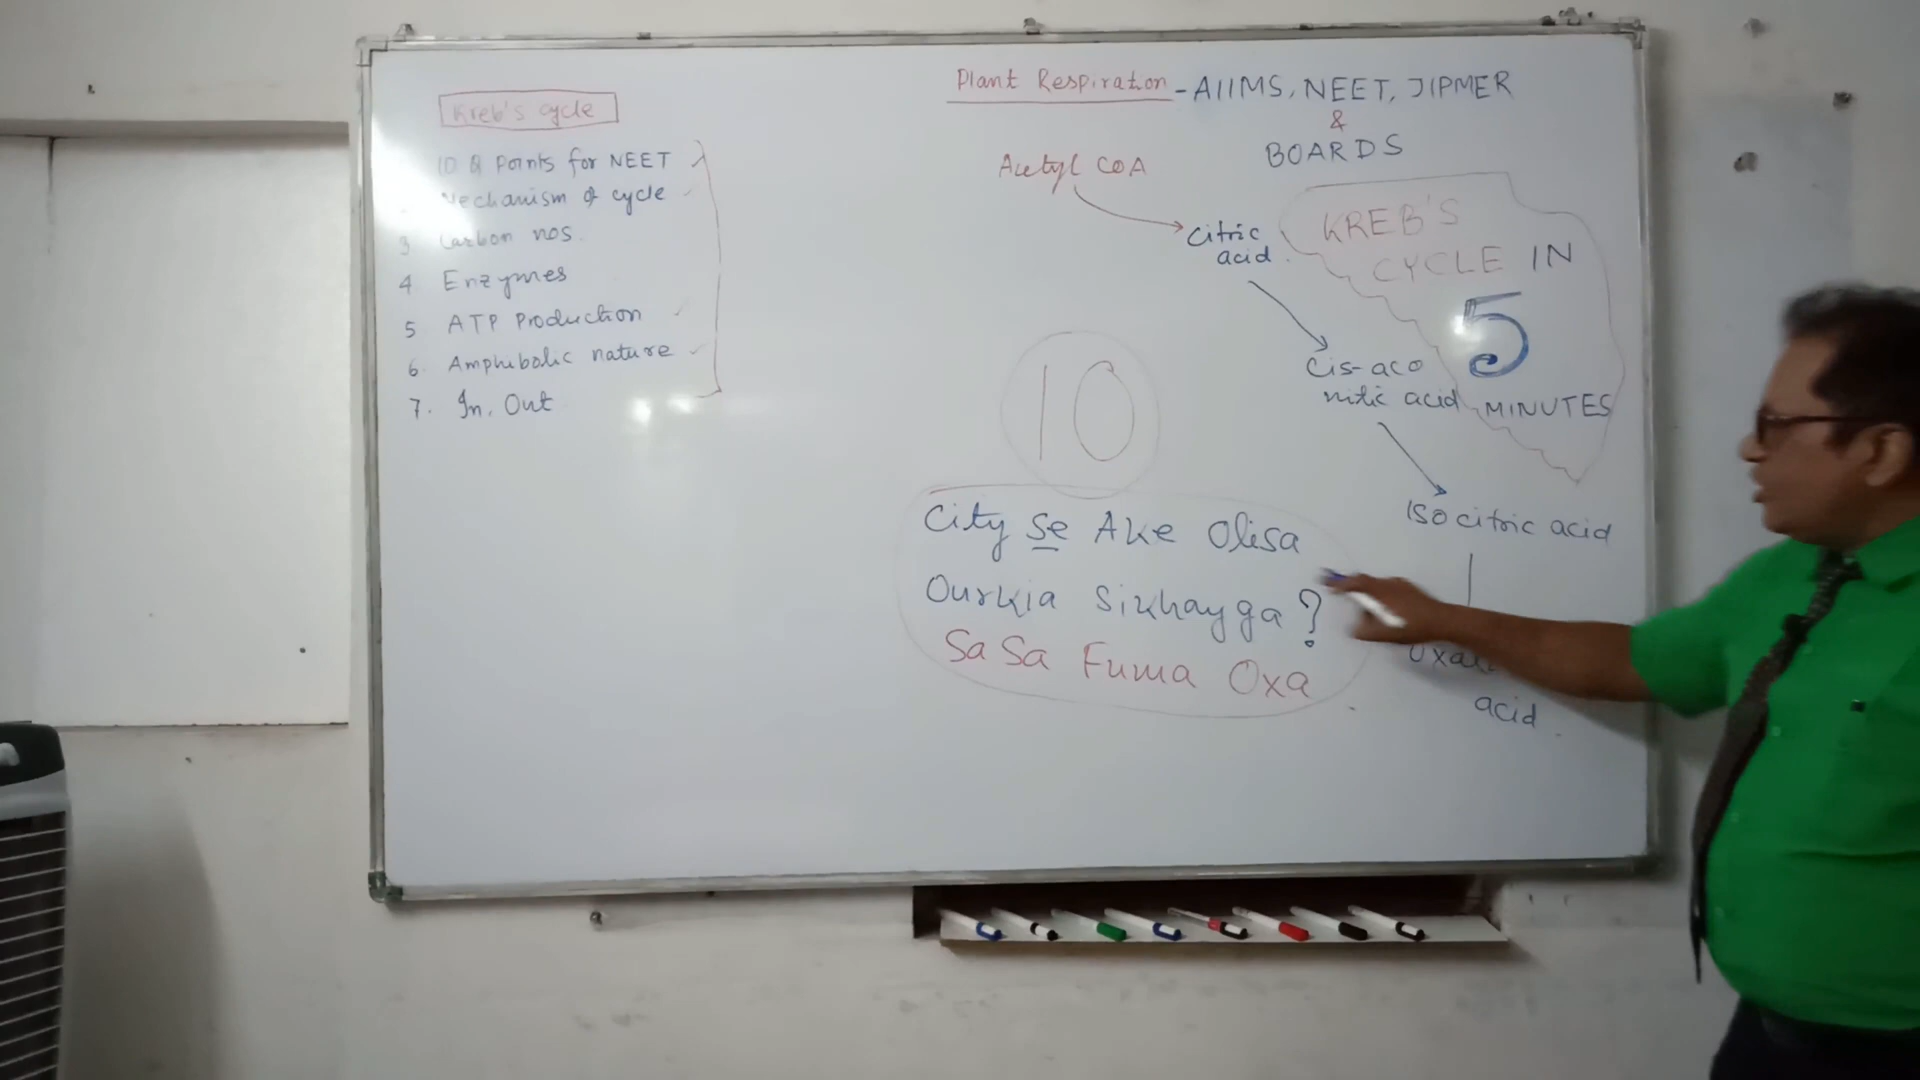 Kreb's cycle
10 Q Points for NEET
Mechanism of cycle
3 Carbon nos.
4 Enzymes
5 ATP Production
6. Amphibolic nature
7. In, Out
Plant Respiration - AIIMS, NEET, JIPMER
&
BOARDS
Acetyl COA
Citric
acid
KREB'S
CYCLE IN
5
MINUTES
Cis-aco
nitic acid
Iso citric acid
acid
10
City se Ake Olisa
Ourkia Sikhayga?
Sa Sa Fuma Oxa